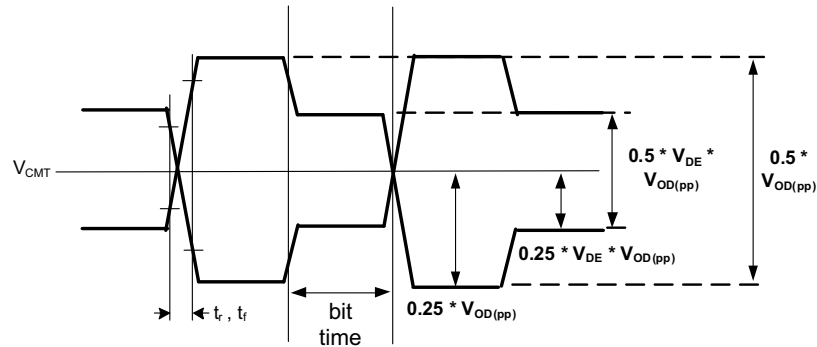 V_CMT
0.5 *
V_DE *
V_OD(pp)
0.5 *
V_OD(pp)
0.25 * V_DE * V_OD(pp)
0.25 * V_OD(pp)
t_r , t_f
bit
time